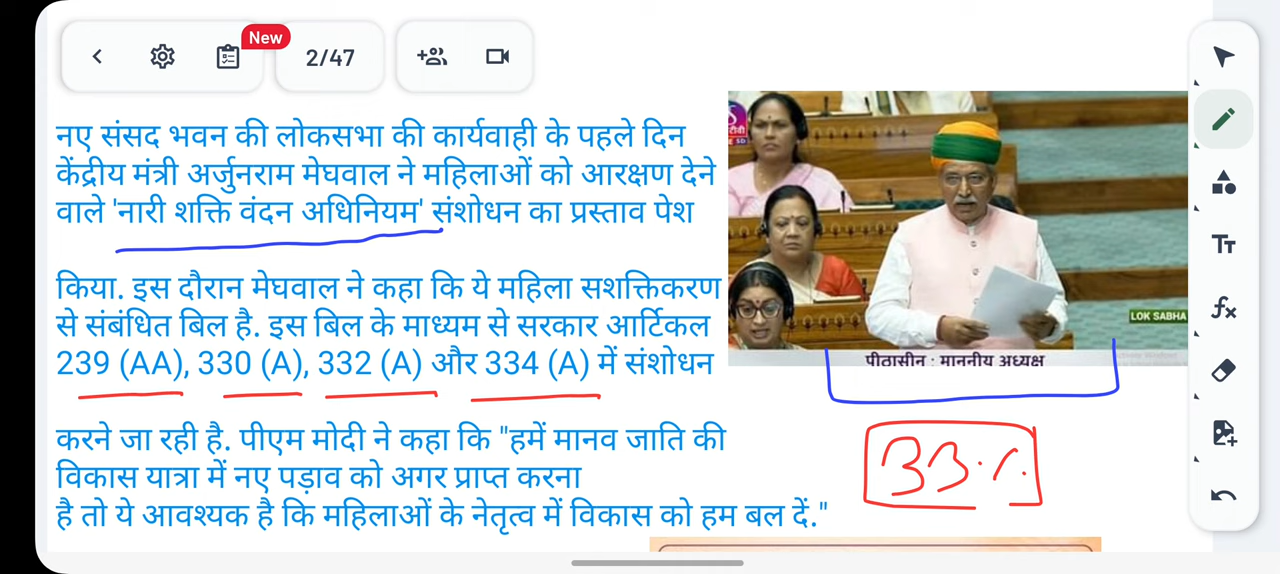 New
2/47
नए संसद भवन की लोकसभा की कार्यवाही के पहले दिन
केंद्रीय मंत्री अर्जुनराम मेघवाल ने महिलाओं को आरक्षण देने
वाले 'नारी शक्ति वंदन अधिनियम' संशोधन का प्रस्ताव पेश
किया. इस दौरान मेघवाल ने कहा कि ये महिला सशक्तिकरण
से संबंधित बिल है. इस बिल के माध्यम से सरकार आर्टिकल
239 (AA), 330 (A), 332 (A) और 334 (A) में संशोधन
करने जा रही है. पीएम मोदी ने कहा कि "हमें मानव जाति की
विकास यात्रा में नए पड़ाव को अगर प्राप्त करना
है तो ये आवश्यक है कि महिलाओं के नेतृत्व में विकास को हम बल दें."
LOK SABHA
पीठासीन : माननीय अध्यक्ष
33%
Tт
fx